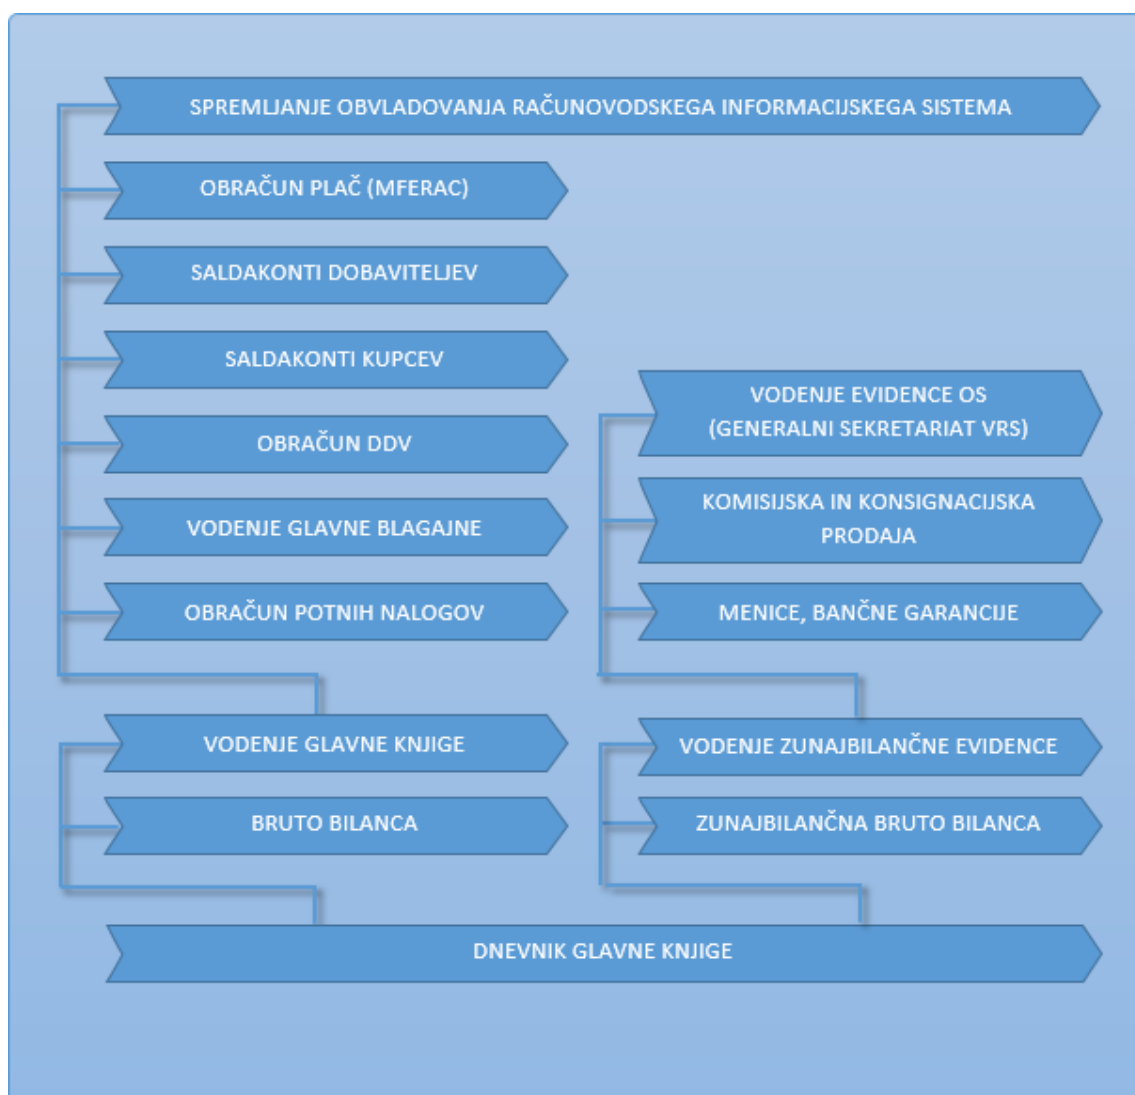 SPREMLJANJE OBVLADOVANJA RAČUNOVODSKEGA INFORMACIJSKEGA SISTEMA
OBRAČUN PLAČ (MFERAC)
SALDAKONTI DOBAVITELJEV
SALDAKONTI KUPCEV
OBRAČUN DDV
VODENJE GLAVNE BLAGAJNE
OBRAČUN POTNIH NALOGOV
VODENJE EVIDENCE OS
(GENERALNI SEKRETARIAT VRS)
KOMISIJSKA IN KONSIGNACIJSKA
PRODAJA
MENICE, BANČNE GARANCIJE
VODENJE GLAVNE KNJIGE
BRUTO BILANCA
VODENJE ZUNAJBILANČNE EVIDENCE
ZUNAJBILANČNA BRUTO BILANCA
DNEVNIK GLAVNE KNJIGE